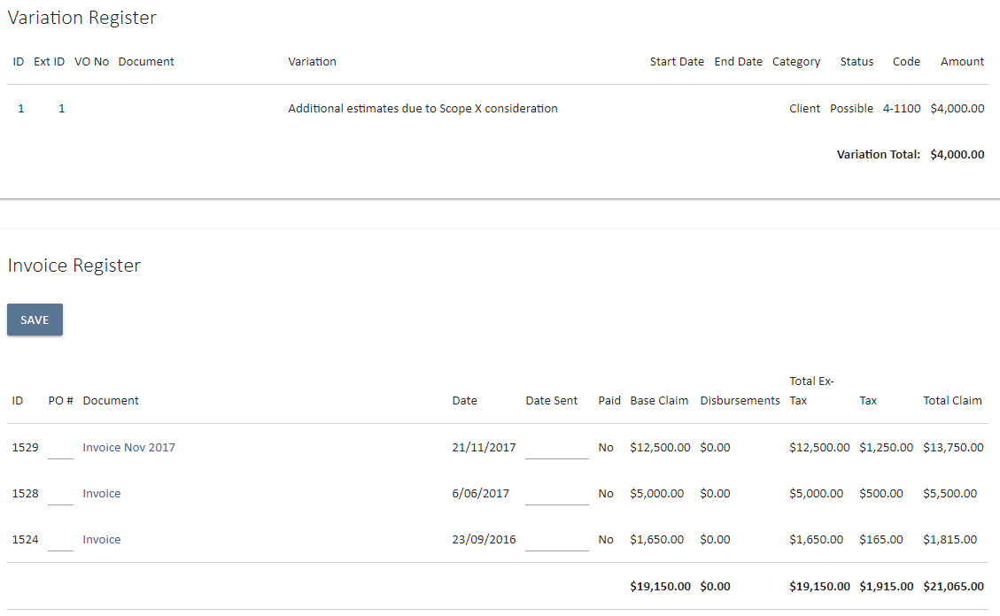 Variation Register
ID Ext ID VO No Document Variation Start Date End Date Category Status Code Amount
1 1 Additional estimates due to Scope X consideration Client Possible 4-1100 $4,000.00
Variation Total: $4,000.00
Invoice Register
SAVE
ID PO # Document Date Date Sent Paid Base Claim Disbursements Total Ex-Tax Tax Total Claim
1529 Invoice Nov 2017 21/11/2017 No $12,500.00 $0.00 $12,500.00 $1,250.00 $13,750.00
1528 Invoice 6/06/2017 No $5,000.00 $0.00 $5,000.00 $500.00 $5,500.00
1524 Invoice 23/09/2016 No $1,650.00 $0.00 $1,650.00 $165.00 $1,815.00
$19,150.00 $0.00 $19,150.00 $1,915.00 $21,065.00